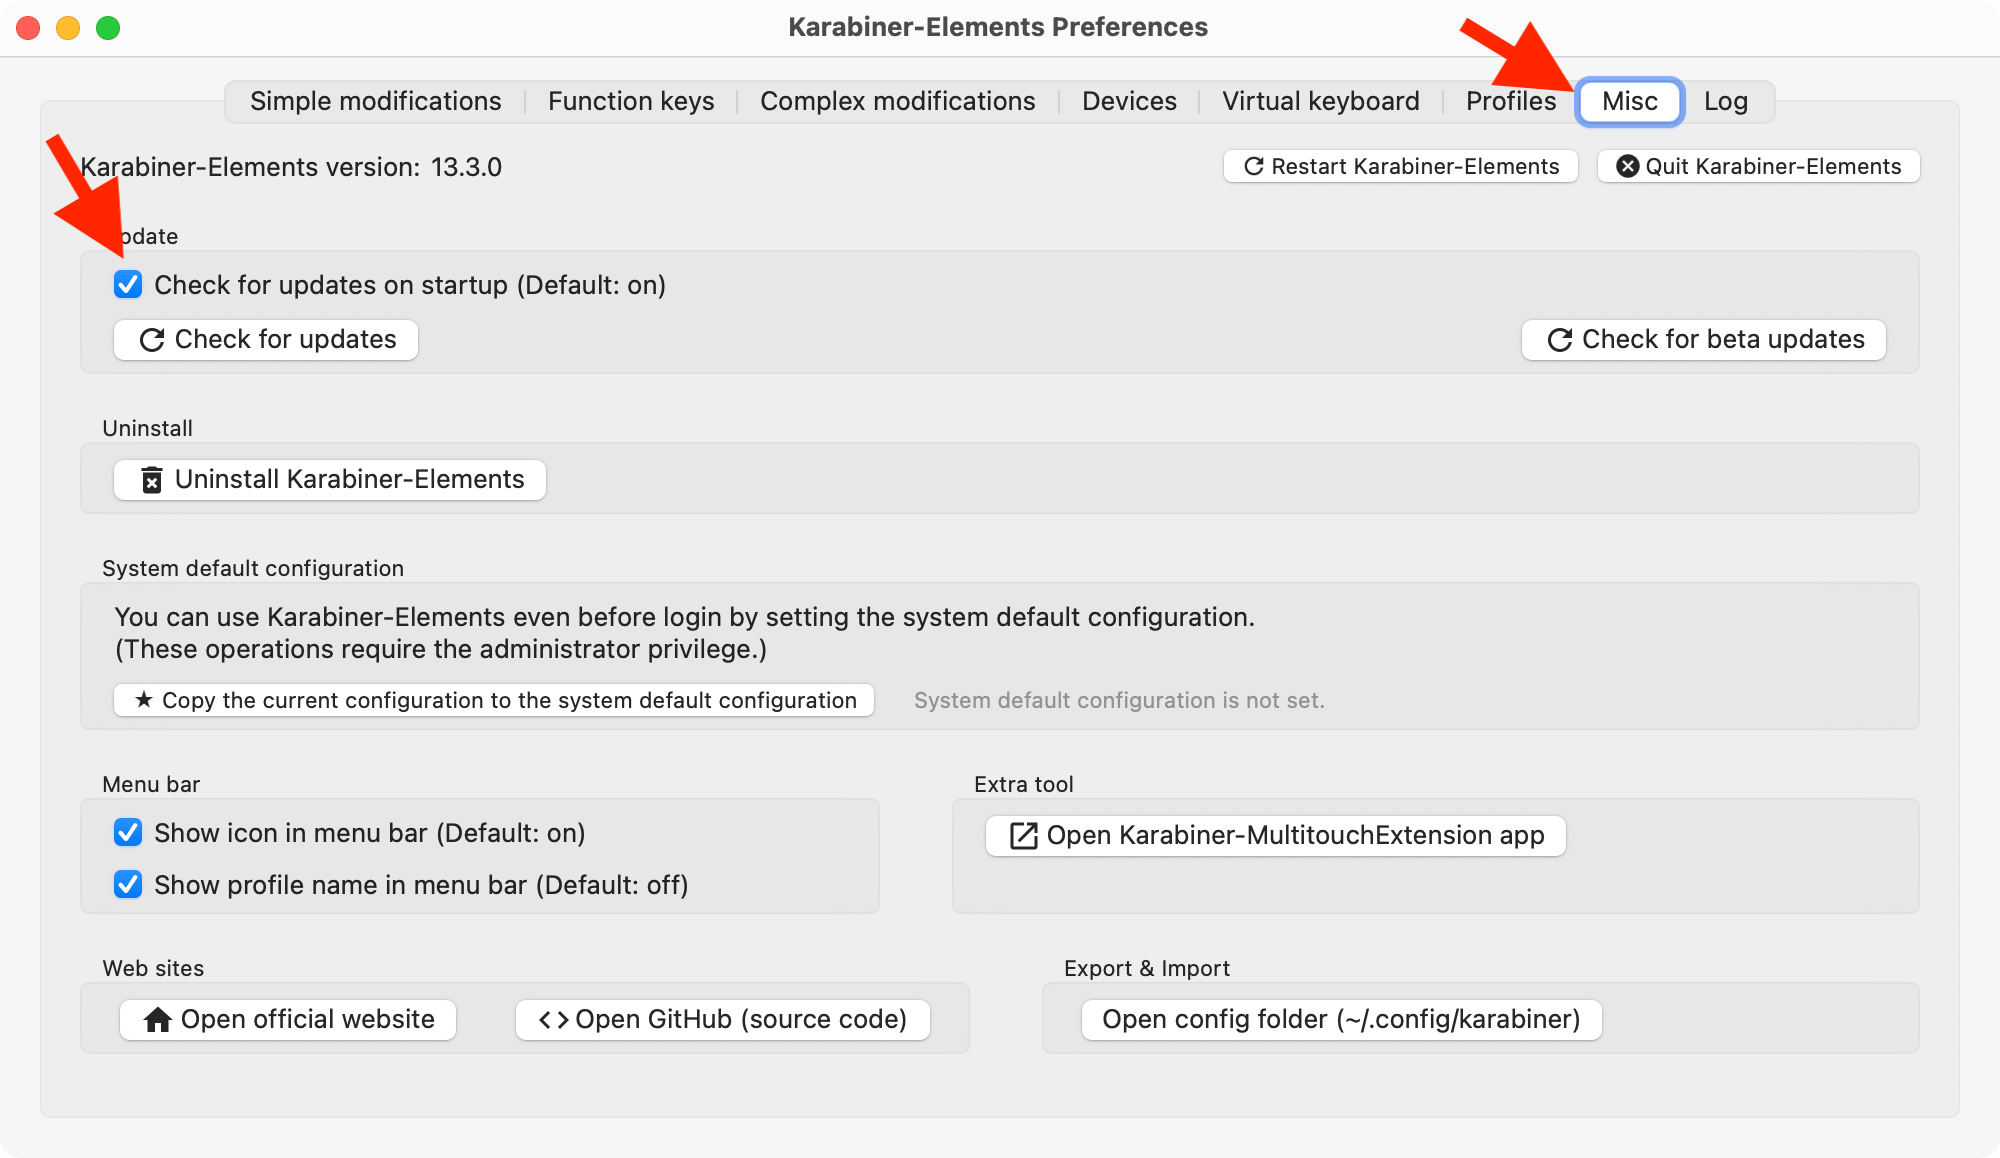 Karabiner-Elements Preferences
Simple modifications
Function keys
Complex modifications
Devices
Virtual keyboard
Profiles
Misc
Log
Karabiner-Elements version: 13.3.0
Restart Karabiner-Elements
Quit Karabiner-Elements
pdate
Check for updates on startup (Default: on)
Check for updates
Check for beta updates
Uninstall
Uninstall Karabiner-Elements
System default configuration
You can use Karabiner-Elements even before login by setting the system default configuration.
(These operations require the administrator privilege.)
★ Copy the current configuration to the system default configuration
System default configuration is not set.
Menu bar
Show icon in menu bar (Default: on)
Show profile name in menu bar (Default: off)
Extra tool
Open Karabiner-MultitouchExtension app
Web sites
Open official website
<> Open GitHub (source code)
Export & Import
Open config folder (~/.config/karabiner)